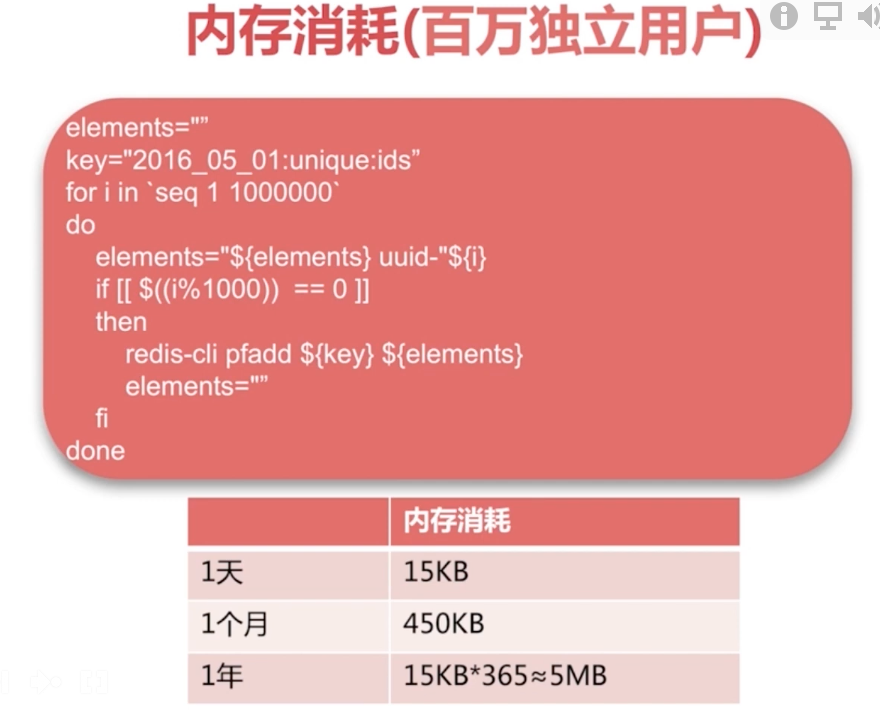 内存消耗(百万独立用户)
elements="”
key="2016_05_01:unique:ids”
for i in `seq 1 1000000`
do
elements="${elements} uuid-"${i}
if [[ $((i%1000))  == 0 ]]
then
redis-cli pfadd ${key} ${elements}
elements="”
fi
done
内存消耗
1天 15KB
1个月 450KB
1年 15KB*365≈5MB